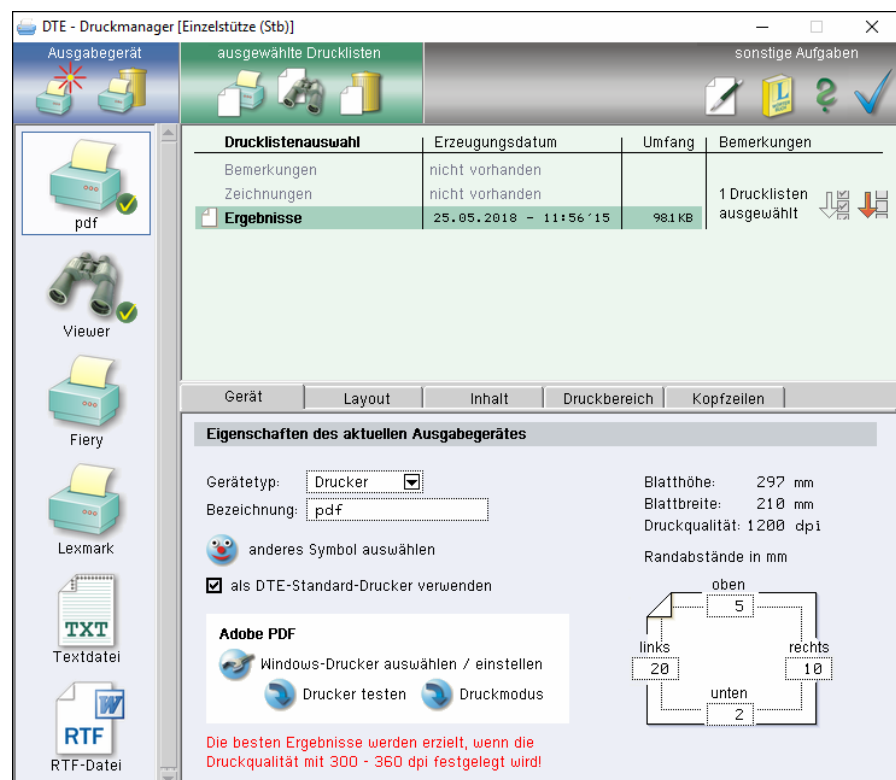 DTE - Druckmanager [Einzelstütze (Stb)]
Ausgabegerät
ausgewählte Drucklisten
sonstige Aufgaben
Drucklistenauswahl Erzeugungsdatum Umfang Bemerkungen
Bemerkungen nicht vorhanden
Zeichnungen nicht vorhanden
Ergebnisse 25.05.2018 - 11:56´15 98.1 KB
1 Drucklisten
ausgewählt
pdf
Viewer
Fiery
Lexmark
TXT
Textdatei
W
RTF
RTF-Datei
Gerät Layout Inhalt Druckbereich Kopfzeilen
Eigenschaften des aktuellen Ausgabegerätes
Gerätetyp: Drucker
Bezeichnung: pdf
anderes Symbol auswählen
als DTE-Standard-Drucker verwenden
Adobe PDF
Windows-Drucker auswählen / einstellen
Drucker testen Druckmodus
Die besten Ergebnisse werden erzielt, wenn die
Druckqualität mit 300 - 360 dpi festgelegt wird!
Blatthöhe: 297 mm
Blattbreite: 210 mm
Druckqualität: 1200 dpi
Randabstände in mm
oben
5
links rechts
20 10
unten
2